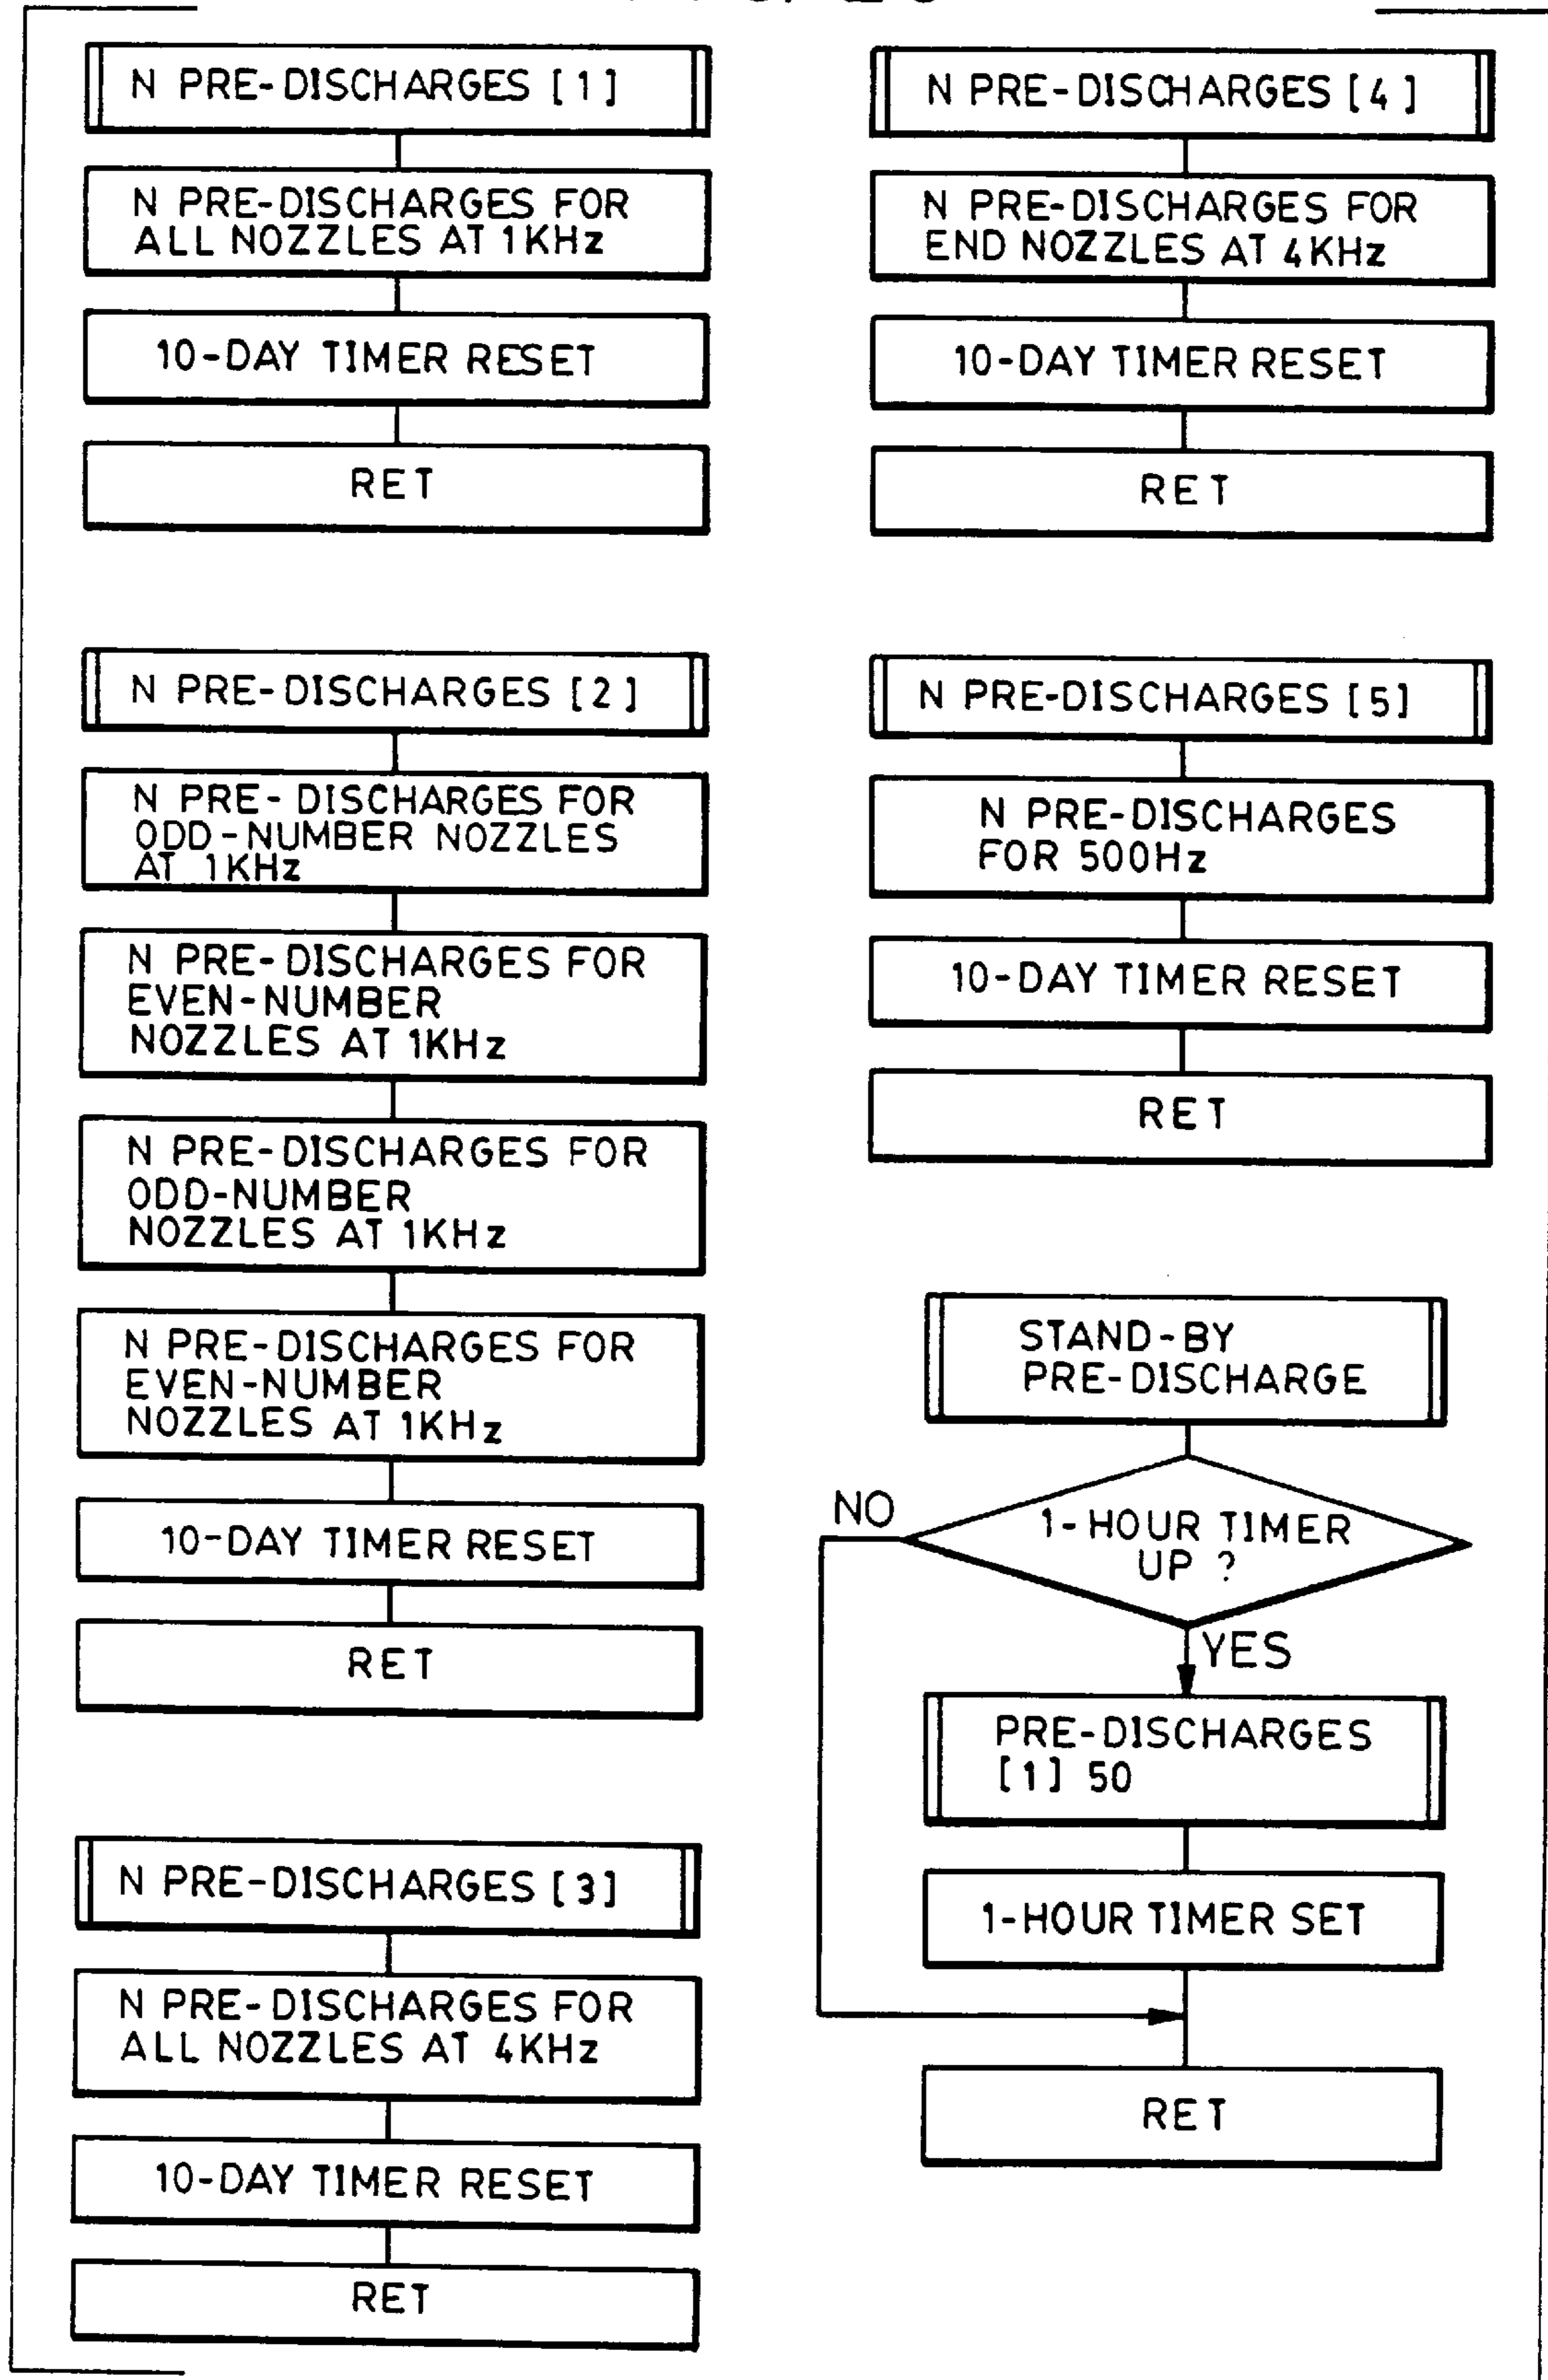 N PRE-DISCHARGES [1]
N PRE-DISCHARGES FOR
ALL NOZZLES AT 1KHz
10-DAY TIMER RESET
RET
N PRE-DISCHARGES [2]
N PRE-DISCHARGES FOR
ODD-NUMBER NOZZLES
AT 1KHz
N PRE-DISCHARGES FOR
EVEN-NUMBER
NOZZLES AT 1KHz
N PRE-DISCHARGES FOR
ODD-NUMBER
NOZZLES AT 1KHz
N PRE-DISCHARGES FOR
EVEN-NUMBER
NOZZLES AT 1KHz
10-DAY TIMER RESET
RET
N PRE-DISCHARGES [3]
N PRE-DISCHARGES FOR
ALL NOZZLES AT 4KHz
10-DAY TIMER RESET
RET
N PRE-DISCHARGES [4]
N PRE-DISCHARGES FOR
END NOZZLES AT 4KHz
10-DAY TIMER RESET
RET
N PRE-DISCHARGES [5]
N PRE-DISCHARGES
FOR 500Hz
10-DAY TIMER RESET
RET
STAND-BY
PRE-DISCHARGE
1-HOUR TIMER
UP ?
NO
YES
PRE-DISCHARGES
[1] 50
1-HOUR TIMER SET
RET